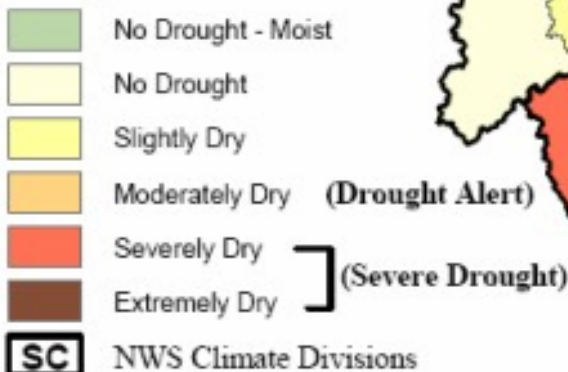 No Drought - Moist
No Drought
Slightly Dry
Moderately Dry (Drought Alert)
Severely Dry
(Severe Drought)
Extremely Dry
SC NWS Climate Divisions